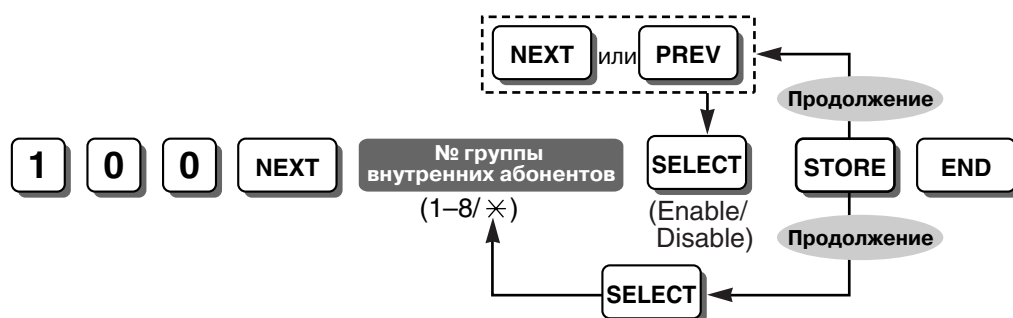 NEXT или PREV
Продолжение
1 0 0 NEXT № группы внутренних абонентов SELECT STORE END
(1–8/✳)
(Enable/
Disable)
Продолжение
SELECT